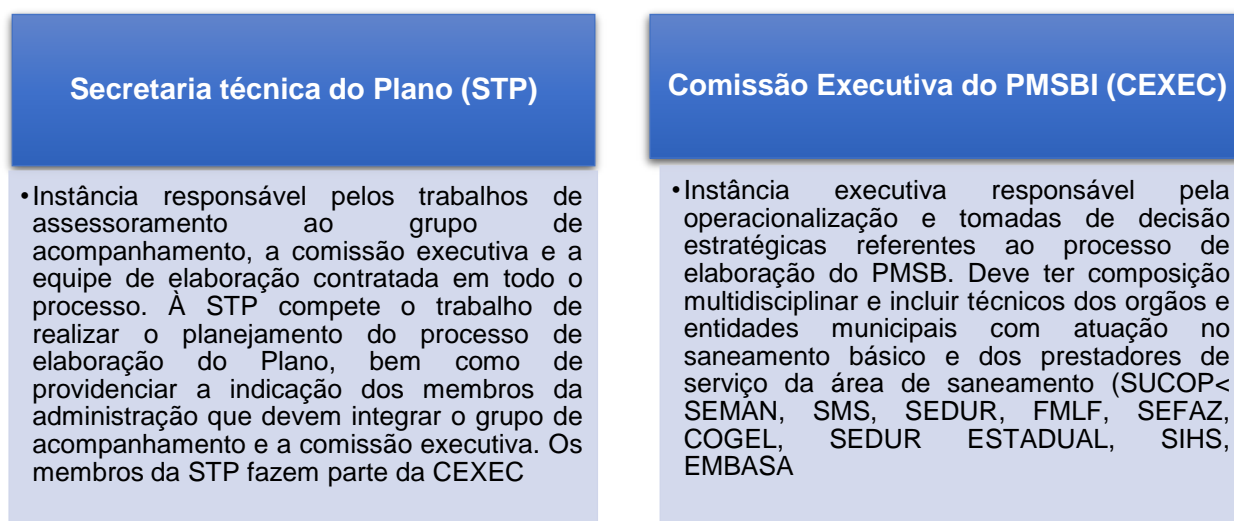 Secretaria técnica do Plano (STP)
•Instância responsável pelos trabalhos de
assessoramento ao grupo de
acompanhamento, a comissão executiva e a
equipe de elaboração contratada em todo o
processo. À STP compete o trabalho de
realizar o planejamento do processo de
elaboração do Plano, bem como de
providenciar a indicação dos membros da
administração que devem integrar o grupo de
acompanhamento e a comissão executiva. Os
membros da STP fazem parte da CEXEC
Comissão Executiva do PMSBI (CEXEC)
•Instância executiva responsável pela
operacionalização e tomadas de decisão
estratégicas referentes ao processo de
elaboração do PMSB. Deve ter composição
multidisciplinar e incluir técnicos dos orgãos e
entidades municipais com atuação no
saneamento básico e dos prestadores de
serviço da área de saneamento (SUCOP<
SEMAN, SMS, SEDUR, FMLF, SEFAZ,
COGEL, SEDUR ESTADUAL, SIHS,
EMBASA